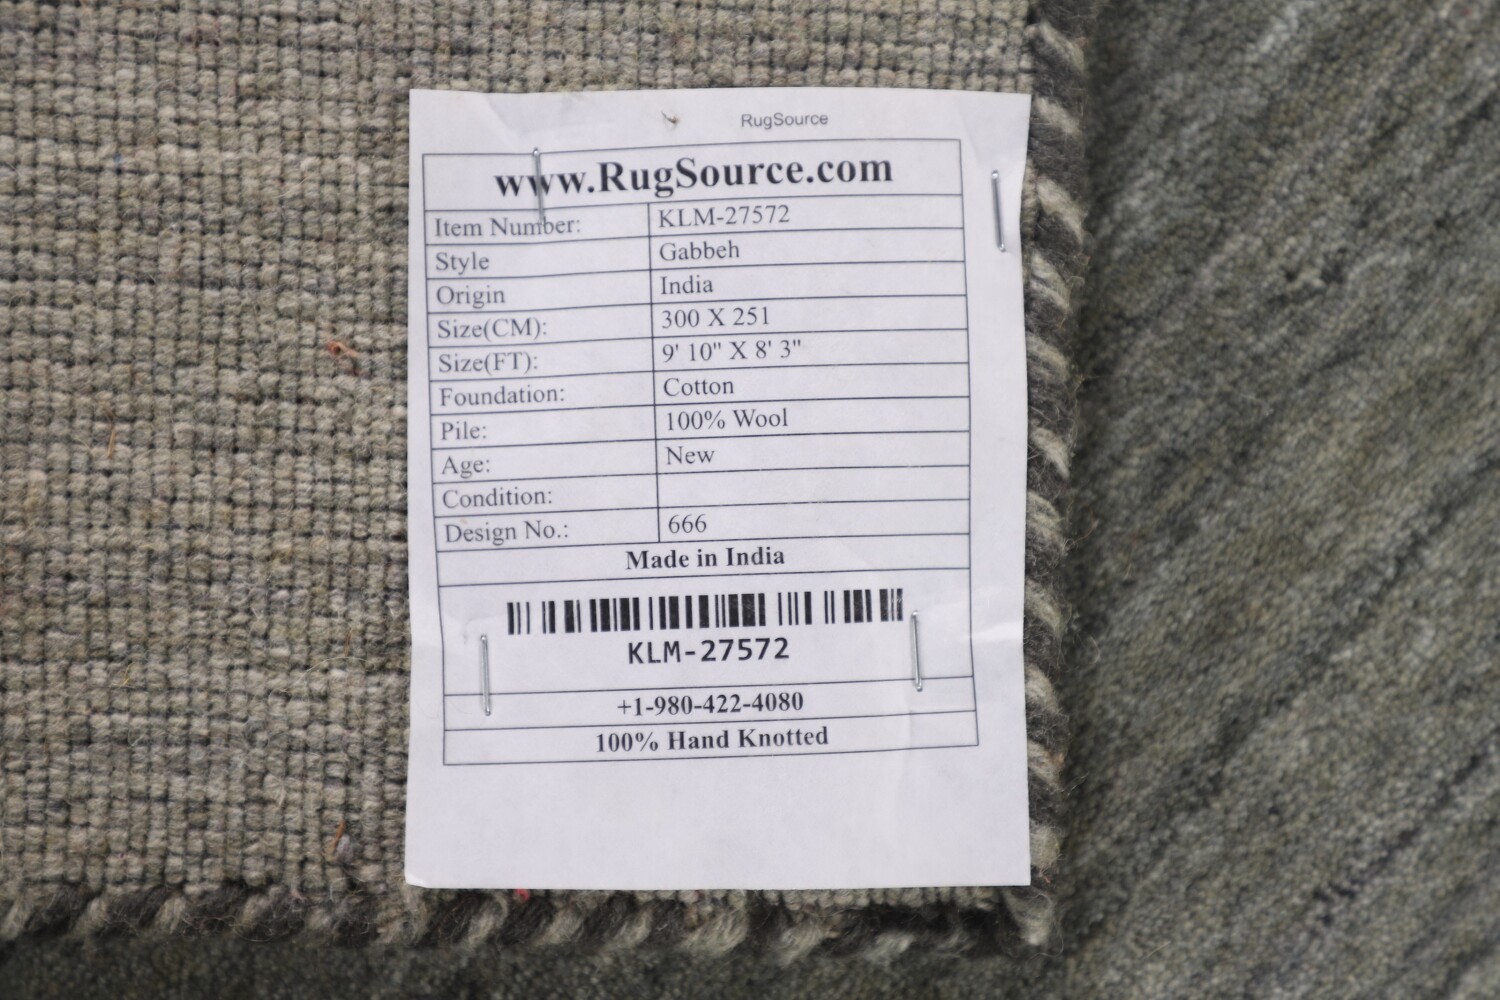 RugSource
www.RugSource.com
Item Number: KLM-27572
Style Gabbeh
Origin India
Size(CM): 300 X 251
Size(FT): 9' 10" X 8' 3"
Foundation: Cotton
Pile: 100% Wool
Age: New
Condition:
Design No.: 666
Made in India
KLM-27572
+1-980-422-4080
100% Hand Knotted